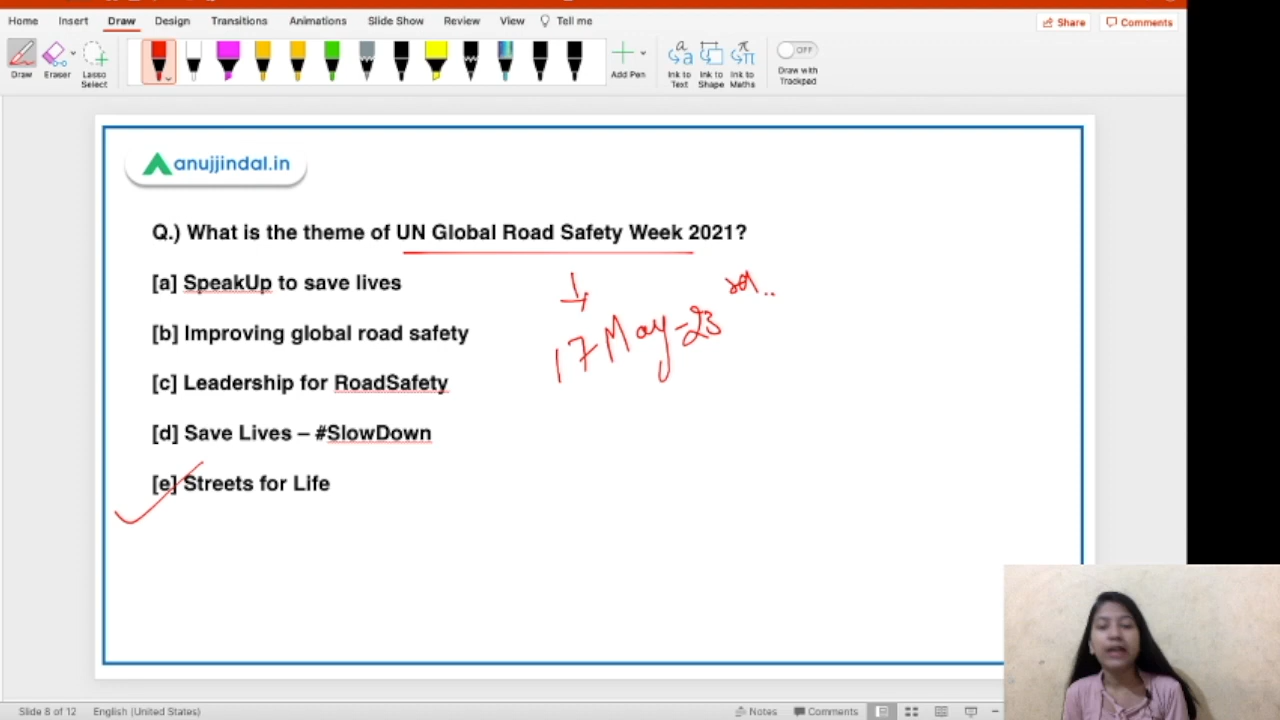 Home Insert Draw Design Transitions Animations Slide Show Review View Tell me Share Comments
Draw Eraser Lasso Select Add Pen Ink to Text Ink to Shape Ink to Maths OFF Draw with Trackpad
anujjindal.in
Q.) What is the theme of UN Global Road Safety Week 2021?
[a] SpeakUp to save lives
[b] Improving global road safety
17 May-23
[c] Leadership for RoadSafety
[d] Save Lives – #SlowDown
[e] Streets for Life
Slide 8 of 12 English (United States) Notes Comments